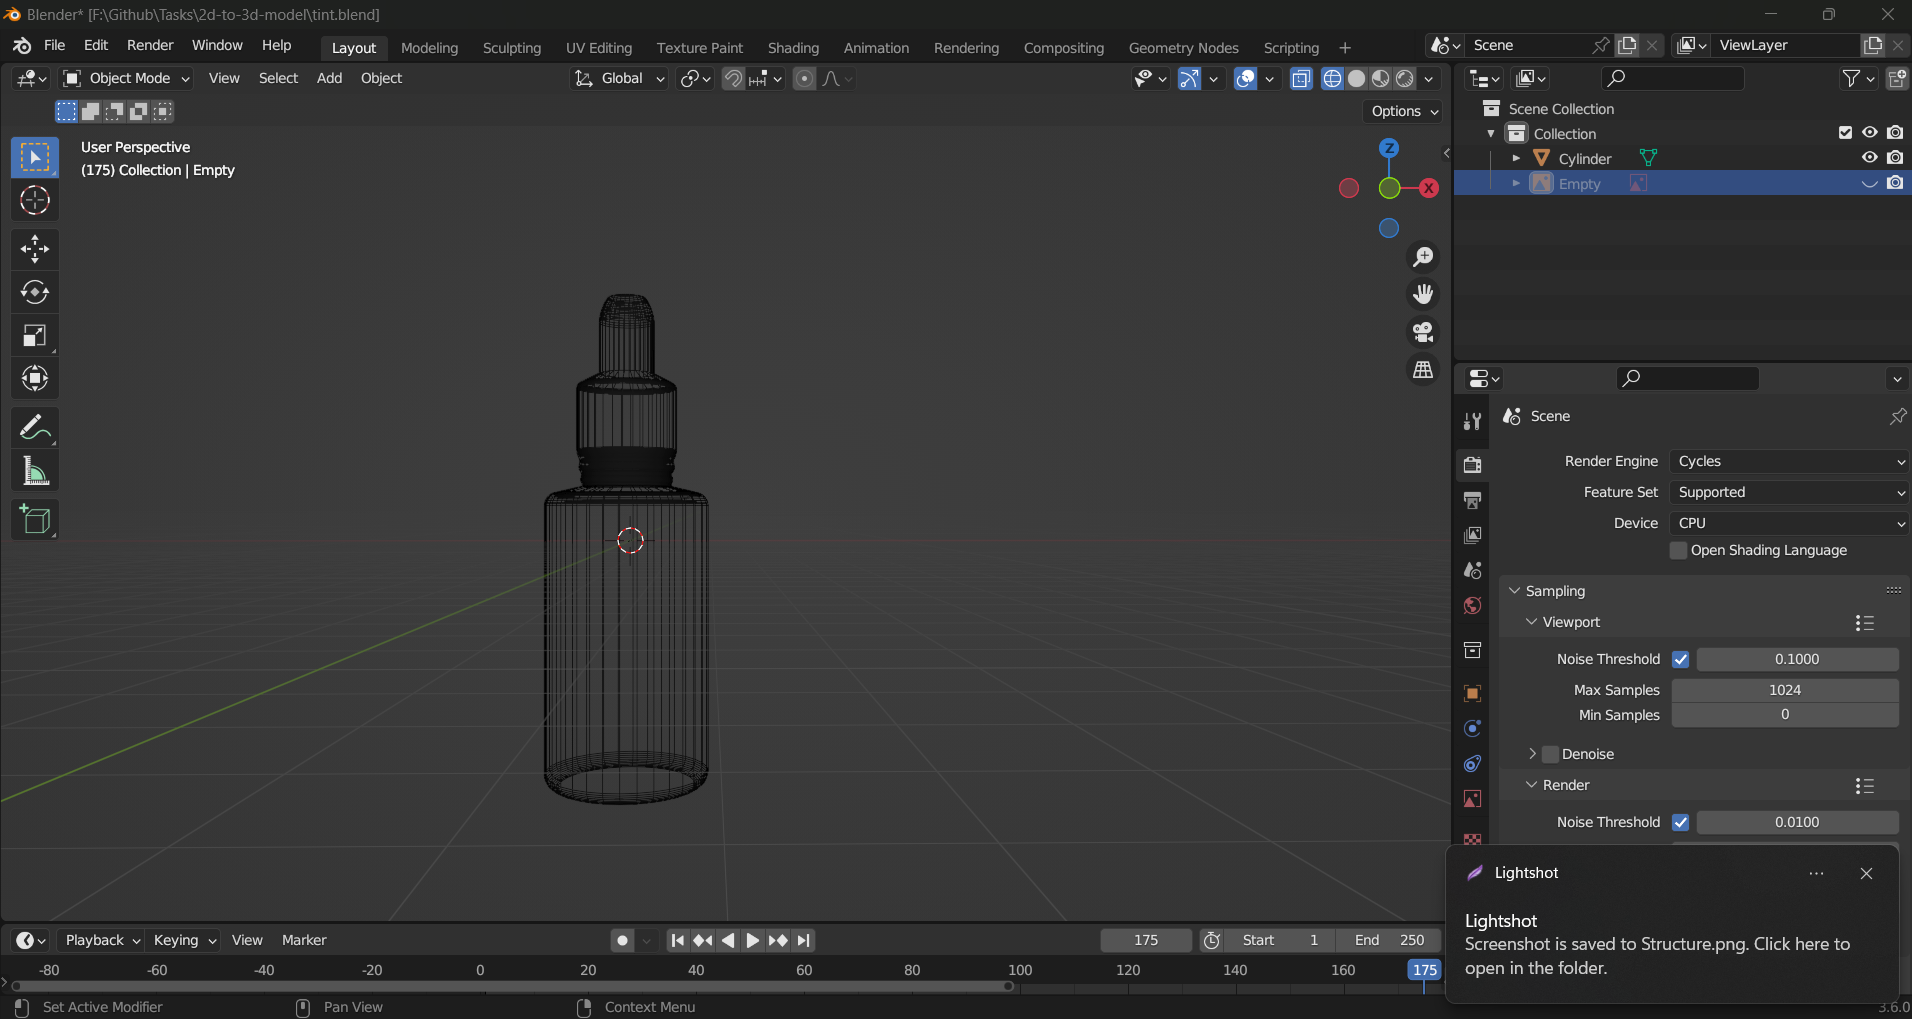 Blender* [F:\Github\Tasks\2d-to-3d-model\tint.blend]
File Edit Render Window Help Layout Modeling Sculpting UV Editing Texture Paint Shading Animation Rendering Compositing Geometry Nodes Scripting + Scene ViewLayer
Object Mode View Select Add Object Global
Options
User Perspective
(175) Collection | Empty
Z
X
Scene Collection
Collection
Cylinder
Empty
Scene
Render Engine Cycles
Feature Set Supported
Device CPU
Open Shading Language
Sampling
Viewport
Noise Threshold 0.1000
Max Samples 1024
Min Samples 0
Denoise
Render
Noise Threshold 0.0100
Lightshot
Lightshot
Screenshot is saved to Structure.png. Click here to
open in the folder.
Playback Keying View Marker 175 Start 1 End 250
-80 -60 -40 -20 0 20 40 60 80 100 120 140 160 175
Set Active Modifier Pan View Context Menu 3.6.0